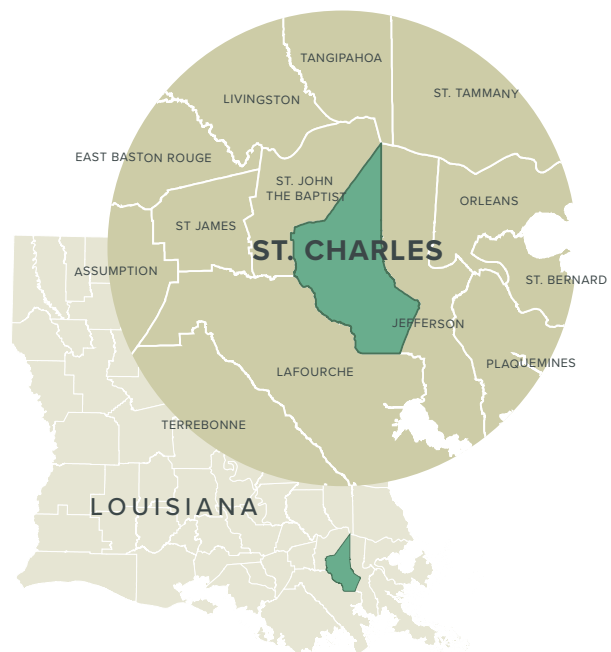 TANGIPAHOA
ST. TAMMANY
LIVINGSTON
EAST BASTON ROUGE
ST. JOHN
THE BAPTIST
ORLEANS
ST JAMES
ST. CHARLES
ASSUMPTION
ST. BERNARD
JEFFERSON
PLAQUEMINES
LAFOURCHE
TERREBONNE
LOUISIANA